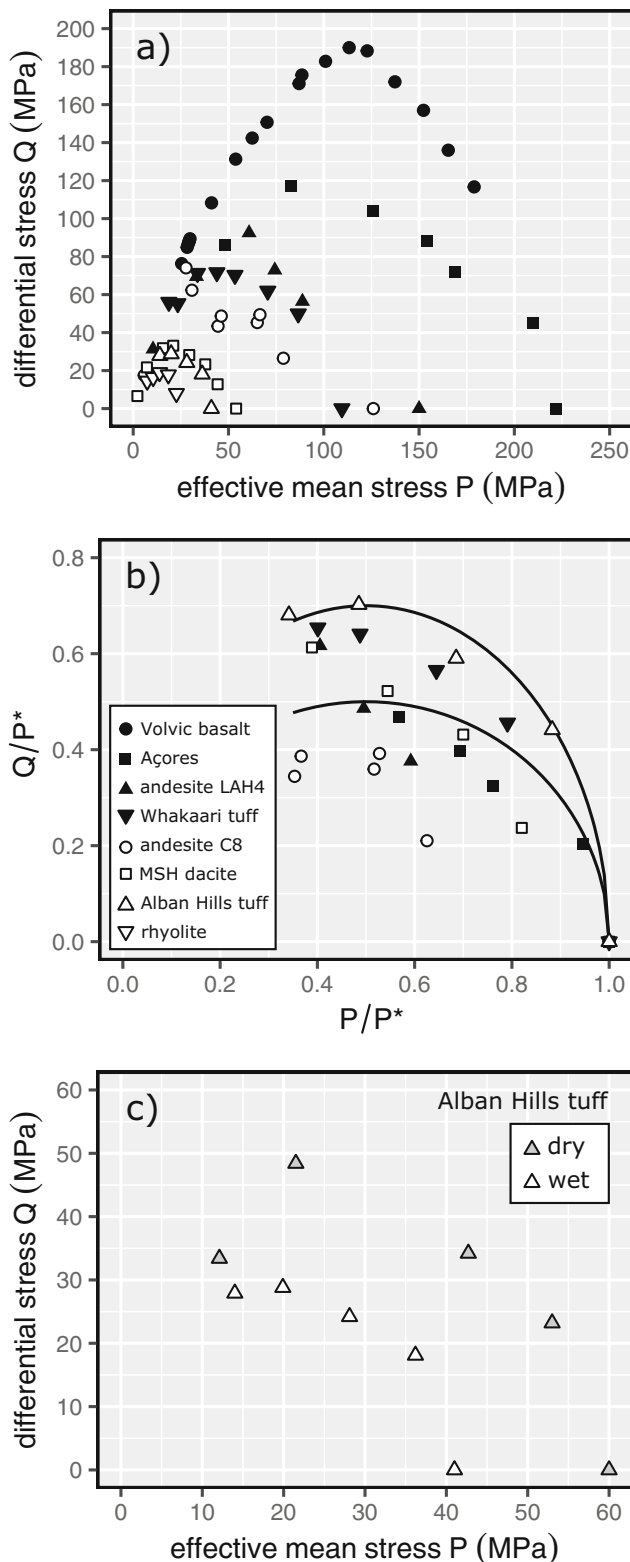 a)
differential stress Q (MPa)
200
180
160
140
120
100
80
60
40
20
0
0 50 100 150 200 250
effective mean stress P (MPa)
b)
Q/P*
0.8
0.6
0.4
0.2
0.0
Volvic basalt
Açores
andesite LAH4
Whakaari tuff
andesite C8
MSH dacite
Alban Hills tuff
rhyolite
0.0 0.2 0.4 0.6 0.8 1.0
P/P*
c)
Alban Hills tuff
dry
wet
differential stress Q (MPa)
60
50
40
30
20
10
0
0 10 20 30 40 50 60
effective mean stress P (MPa)